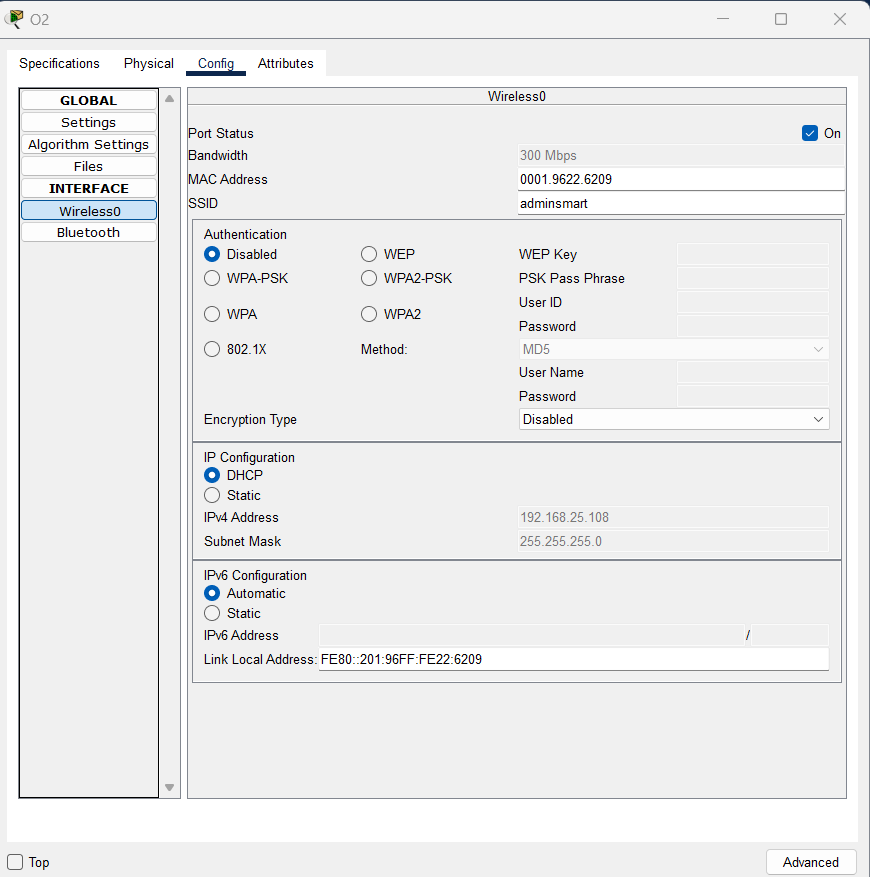 O2
Specifications Physical Config Attributes
GLOBAL
Settings
Algorithm Settings
Files
INTERFACE
Wireless0
Bluetooth
Wireless0
Port Status On
Bandwidth 300 Mbps
MAC Address 0001.9622.6209
SSID adminsmart
Authentication
Disabled WEP WEP Key
WPA-PSK WPA2-PSK PSK Pass Phrase
User ID
WPA WPA2
Password
802.1X Method: MD5
User Name
Password
Encryption Type Disabled
IP Configuration
DHCP
Static
IPv4 Address 192.168.25.108
Subnet Mask 255.255.255.0
IPv6 Configuration
Automatic
Static
IPv6 Address /
Link Local Address: FE80::201:96FF:FE22:6209
Top Advanced